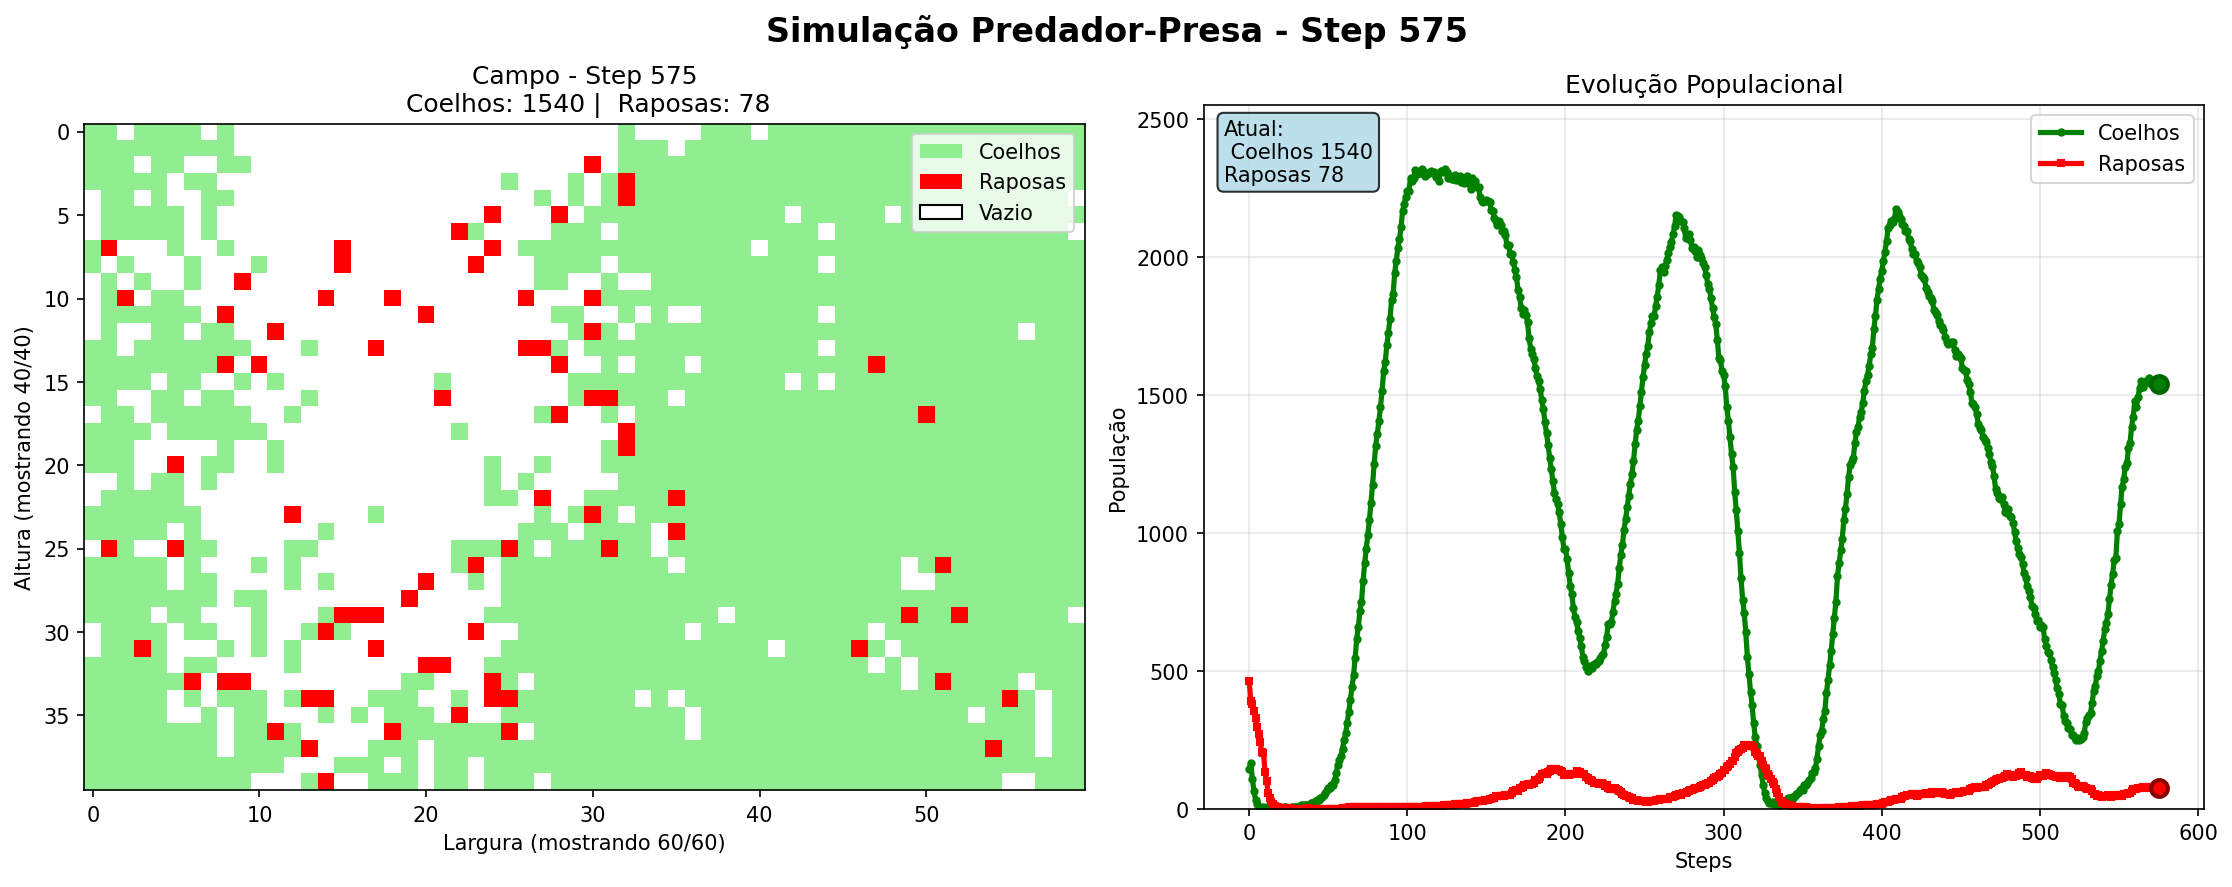 Simulação Predador-Presa - Step 575
Campo - Step 575
Coelhos: 1540 |  Raposas: 78
0
5
10
15
20
25
30
35
Altura (mostrando 40/40)
0
10
20
30
40
50
Largura (mostrando 60/60)
Coelhos
Raposas
Vazio
Evolução Populacional
Atual:
Coelhos 1540
Raposas 78
Coelhos
Raposas
2500
2000
1500
1000
500
0
População
0
100
200
300
400
500
600
Steps